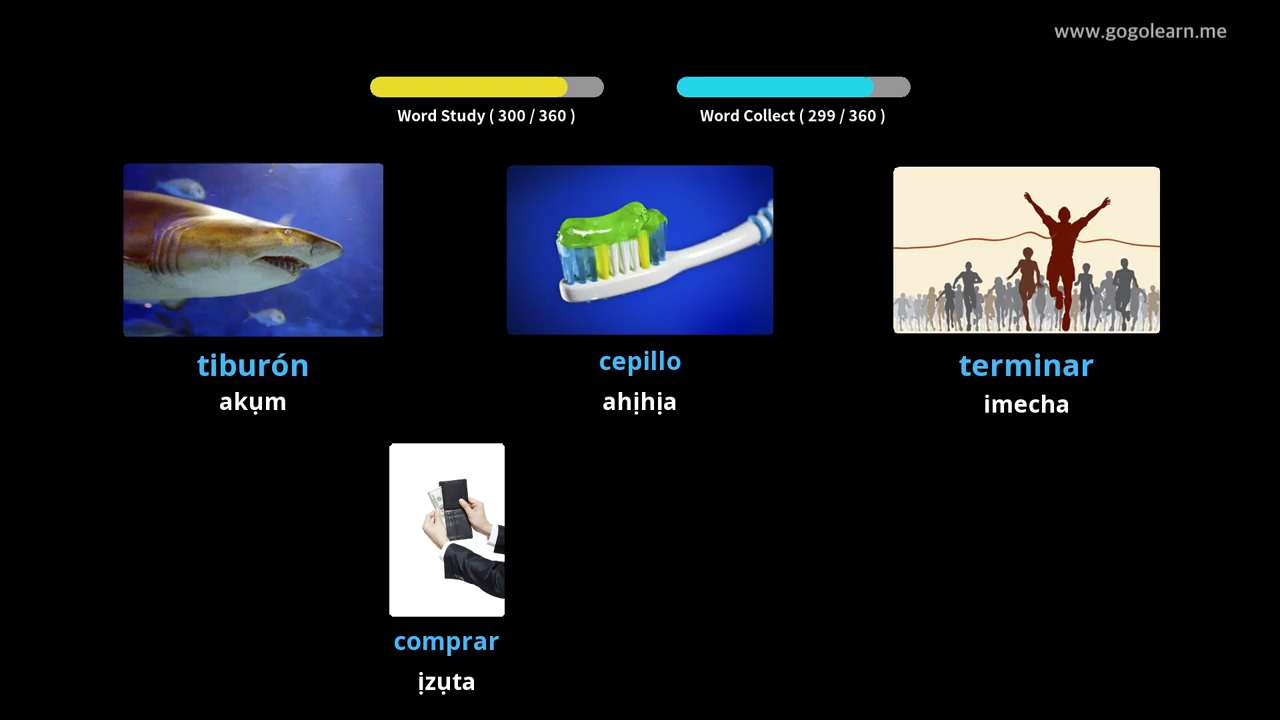 www.gogolearn.me
Word Study ( 300 / 360 )
Word Collect ( 299 / 360 )
tiburón
akụm
cepillo
ahịhịa
terminar
imecha
comprar
ịzụta